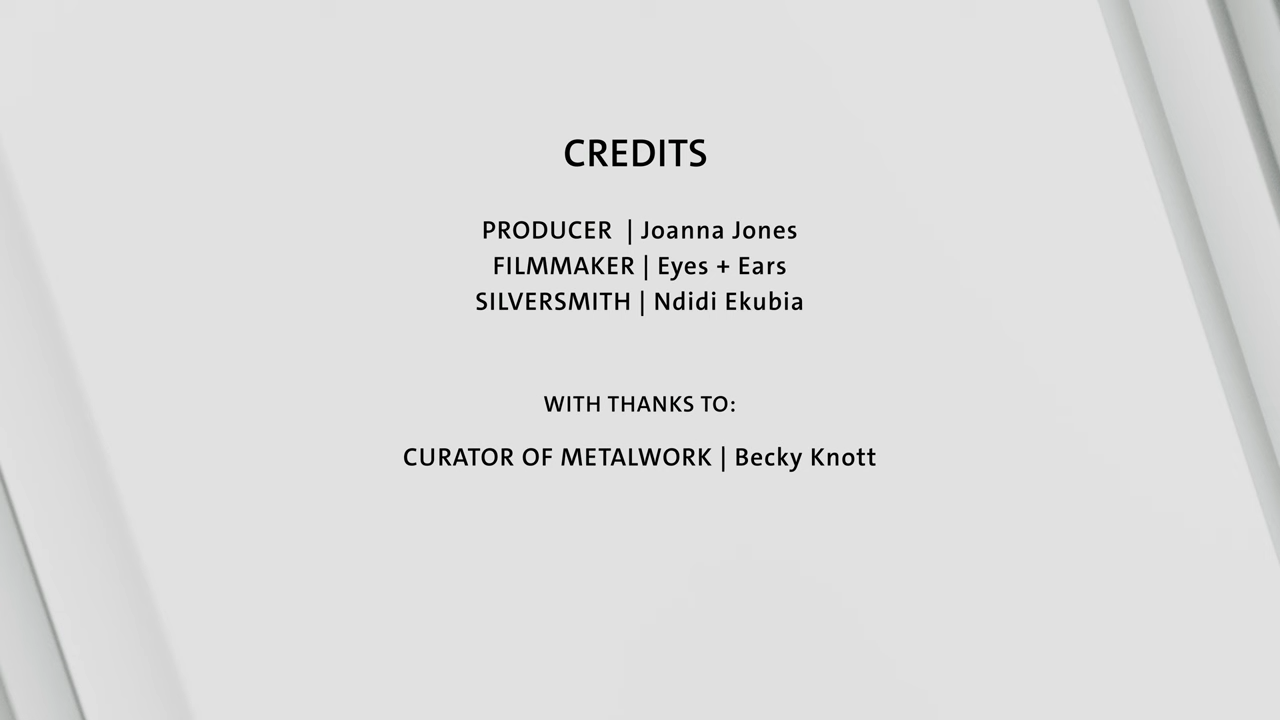 CREDITS
PRODUCER | Joanna Jones
FILMMAKER | Eyes + Ears
SILVERSMITH | Ndidi Ekubia
WITH THANKS TO:
CURATOR OF METALWORK | Becky Knott